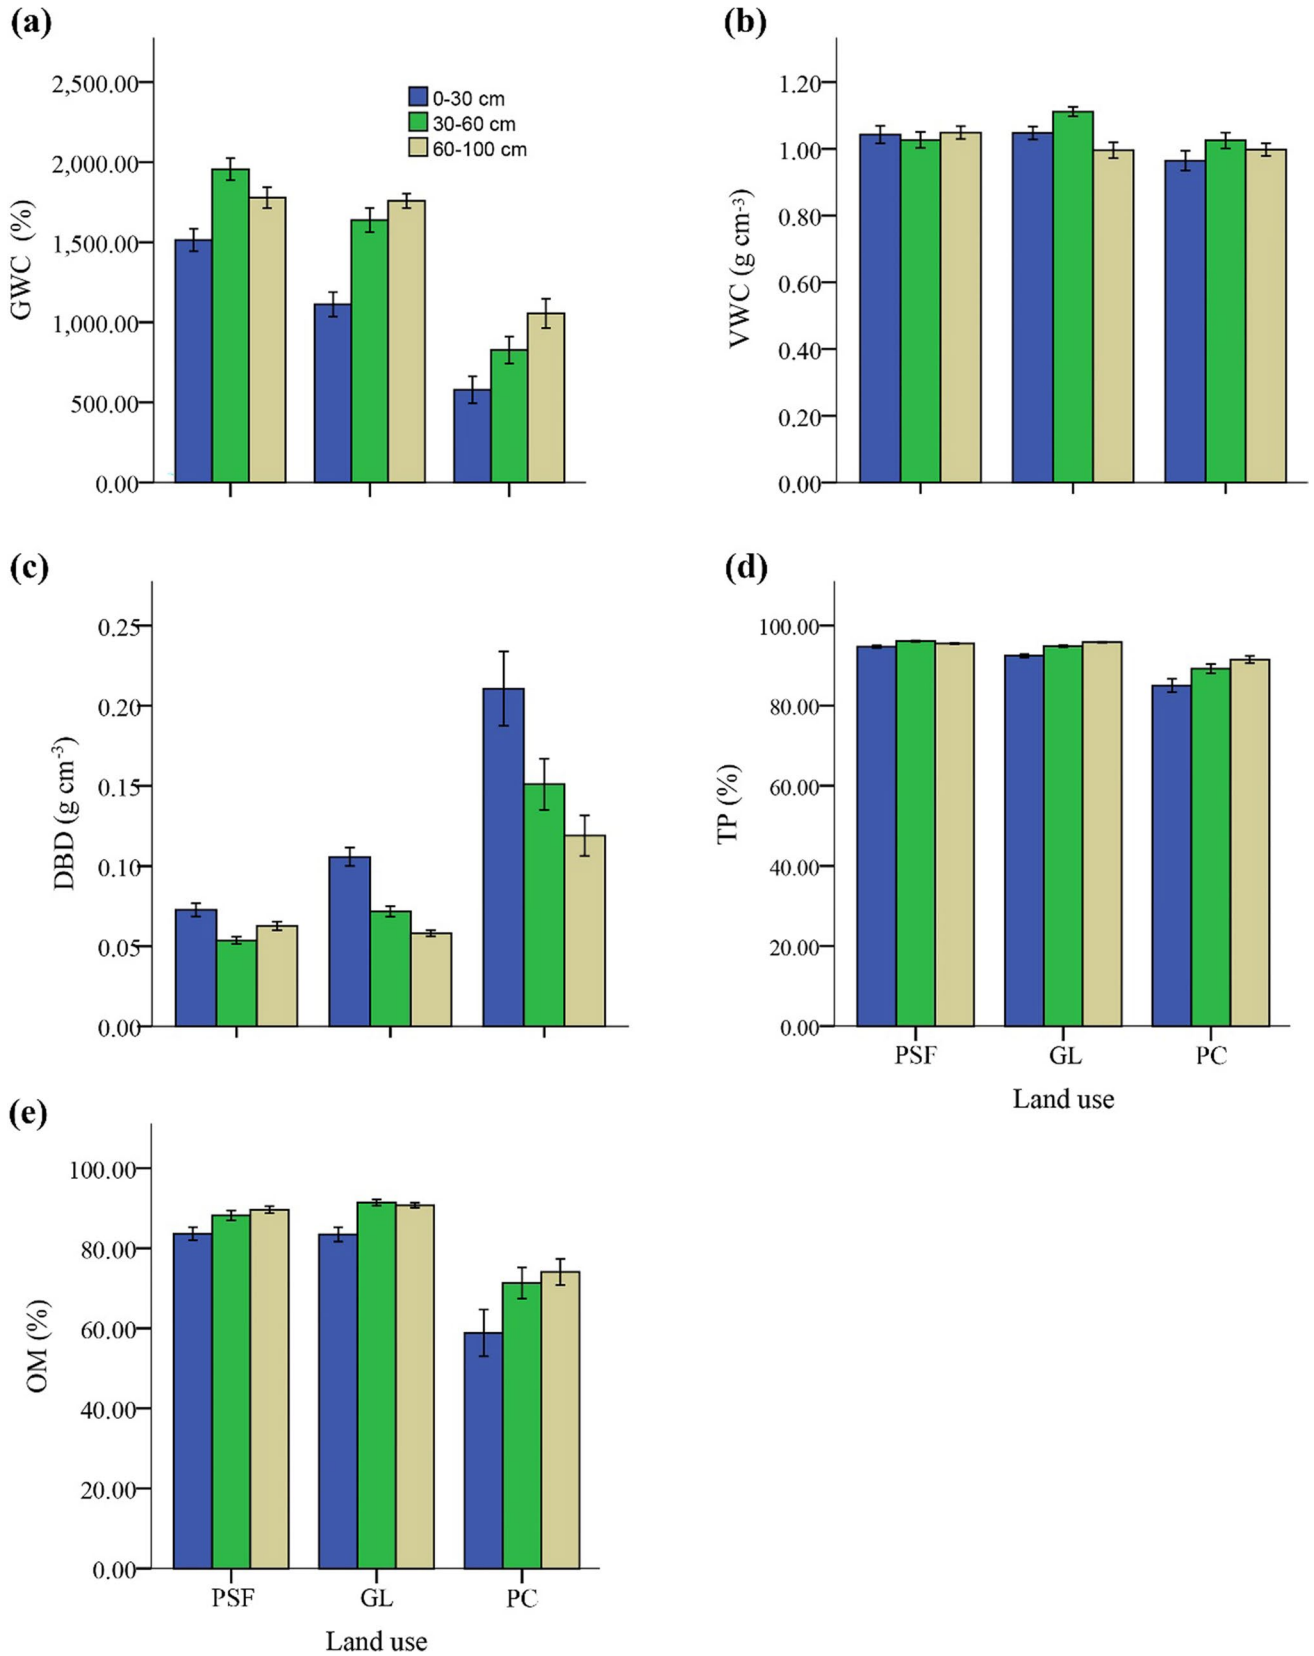 (a)
2,500.00
2,000.00
1,500.00
1,000.00
500.00
0.00
GWC (%)
0-30 cm
30-60 cm
60-100 cm
(b)
1.20
1.00
0.80
0.60
0.40
0.20
0.00
VWC (g cm-3)
(c)
0.25
0.20
0.15
0.10
0.05
0.00
DBD (g cm-3)
(d)
100.00
80.00
60.00
40.00
20.00
0.00
TP (%)
PSF GL PC
Land use
(e)
100.00
80.00
60.00
40.00
20.00
0.00
OM (%)
PSF GL PC
Land use